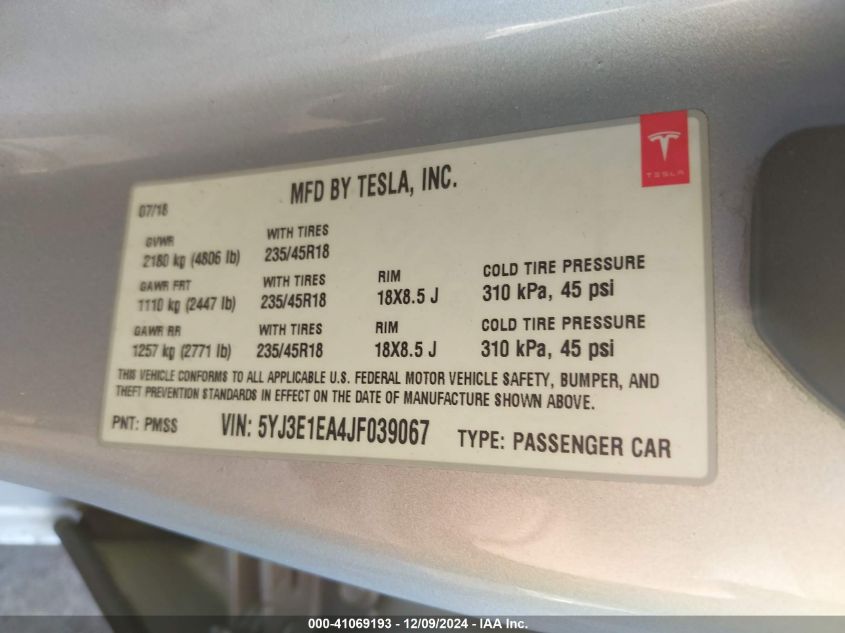 TESLA
MFD BY TESLA, INC.
07/18
GVWR WITH TIRES
2180 kg (4806 lb) 235/45R18
GAWR FRT WITH TIRES RIM COLD TIRE PRESSURE
1110 kg (2447 lb) 235/45R18 18X8.5 J 310 kPa, 45 psi
GAWR RR WITH TIRES RIM COLD TIRE PRESSURE
1257 kg (2771 lb) 235/45R18 18X8.5 J 310 kPa, 45 psi
THIS VEHICLE CONFORMS TO ALL APPLICABLE U.S. FEDERAL MOTOR VEHICLE SAFETY, BUMPER, AND
THEFT PREVENTION STANDARDS IN EFFECT ON THE DATE OF MANUFACTURE SHOWN ABOVE.
PNT: PMSS VIN: 5YJ3E1EA4JF039067 TYPE: PASSENGER CAR
000-41069193 - 12/09/2024 - IAA Inc.